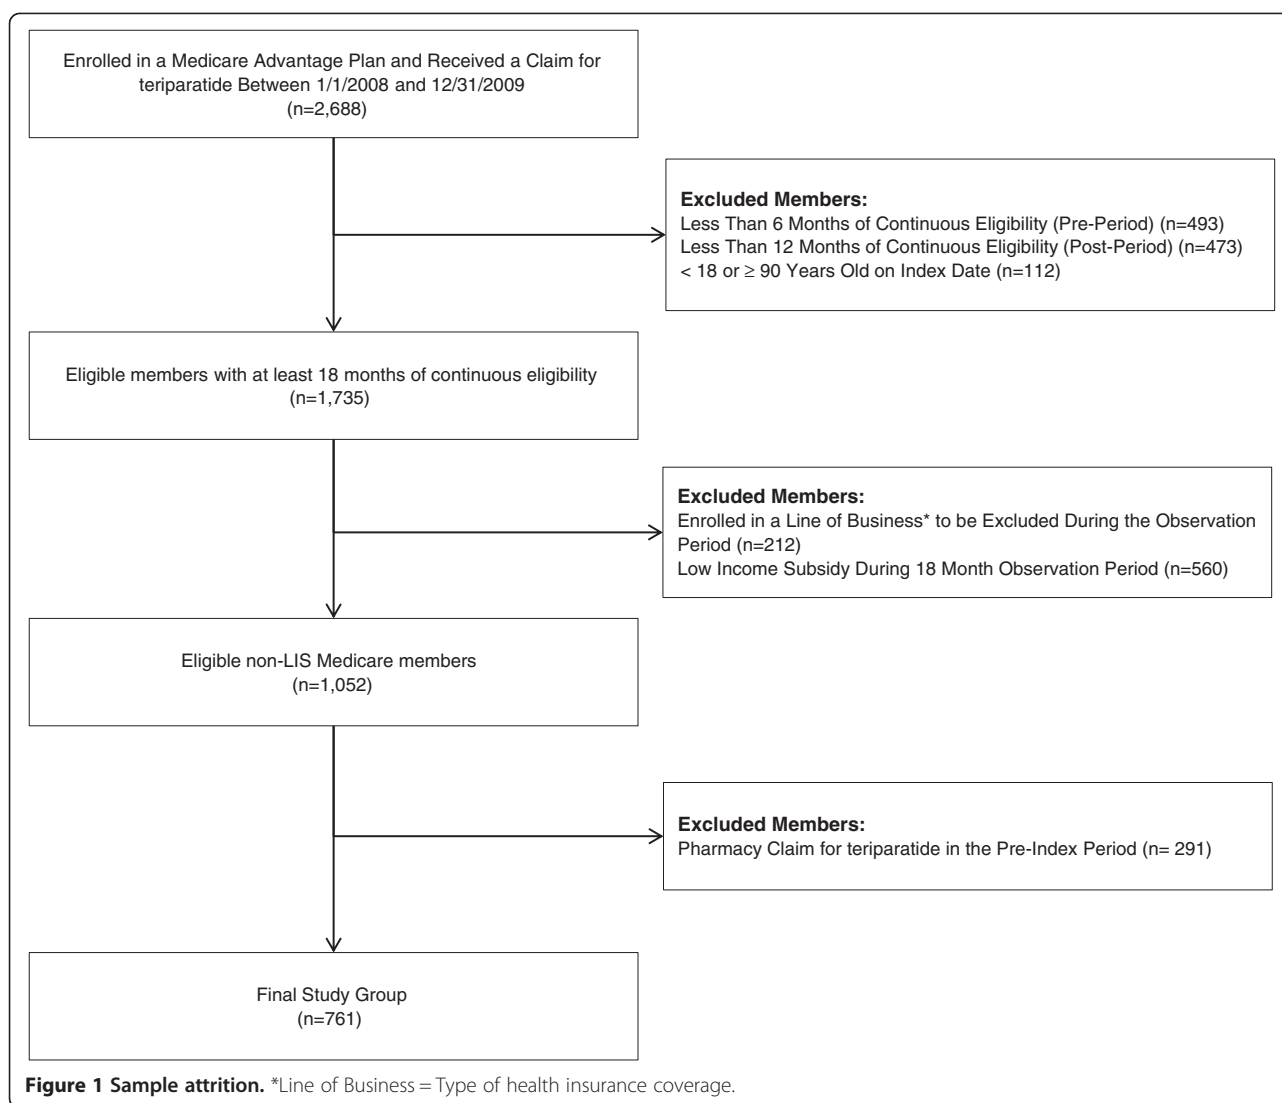 Enrolled in a Medicare Advantage Plan and Received a Claim for
teriparatide Between 1/1/2008 and 12/31/2009
(n=2,688)
Excluded Members:
Less Than 6 Months of Continuous Eligibility (Pre-Period) (n=493)
Less Than 12 Months of Continuous Eligibility (Post-Period) (n=473)
< 18 or ≥ 90 Years Old on Index Date (n=112)
Eligible members with at least 18 months of continuous eligibility
(n=1,735)
Excluded Members:
Enrolled in a Line of Business* to be Excluded During the Observation
Period (n=212)
Low Income Subsidy During 18 Month Observation Period (n=560)
Eligible non-LIS Medicare members
(n=1,052)
Excluded Members:
Pharmacy Claim for teriparatide in the Pre-Index Period (n= 291)
Final Study Group
(n=761)
Figure 1 Sample attrition. *Line of Business = Type of health insurance coverage.